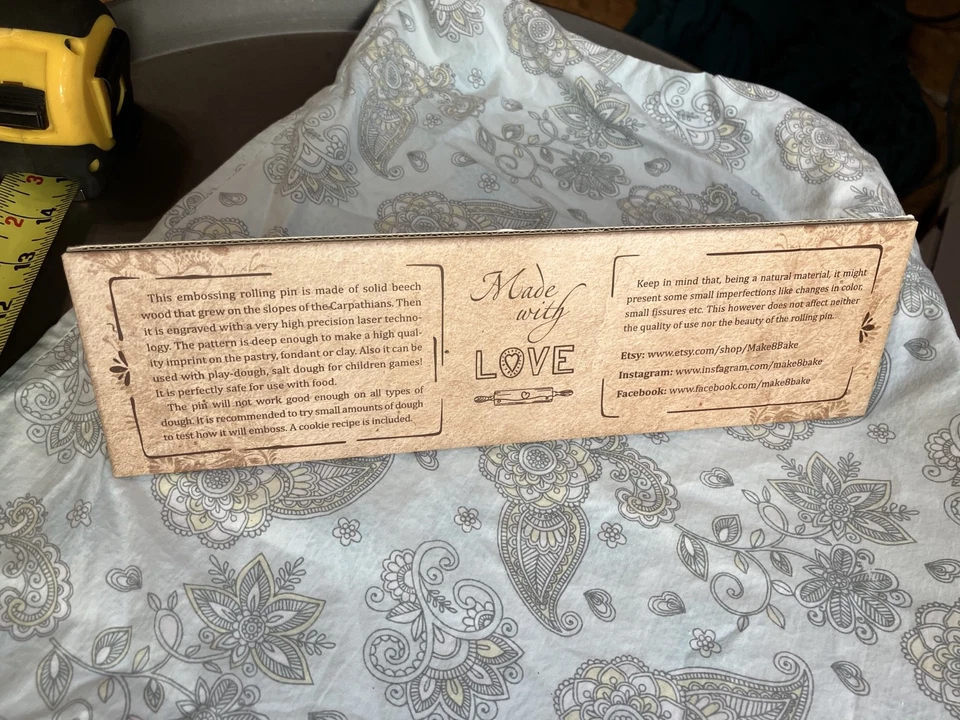 This embossing rolling pin is made of solid beech
wood that grew on the slopes of the Carpathians. Then
it is engraved with a very high precision laser techno-
logy. The pattern is deep enough to make a high qual-
ity imprint on the pastry, fondant or clay. Also it can be
used with play-dough, salt dough for children games!
It is perfectly safe for use with food.
The pin will not work good enough on all types of
dough. It is recommended to try small amounts of dough
to test how it will emboss. A cookie recipe is included.
Made
with
LOVE
Keep in mind that, being a natural material, it might
present some small imperfections like changes in color,
small fissures etc. This however does not affect neither
the quality of use nor the beauty of the rolling pin.
Etsy: www.etsy.com/shop/Make8Bake
Instagram: www.instagram.com/make8bake
Facebook: www.facebook.com/make8bake
3
2
14
13
12